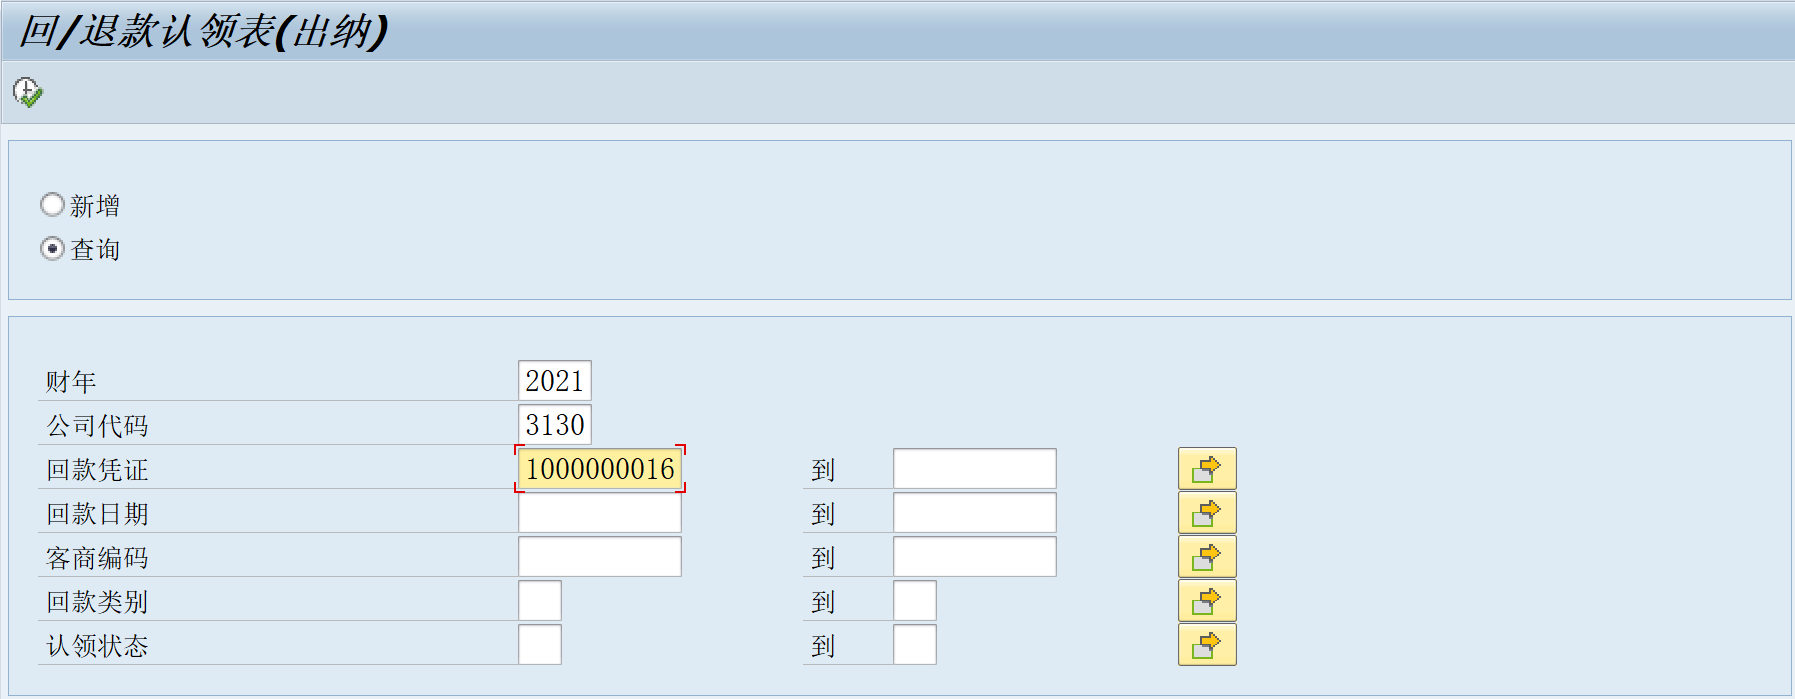 回/退款认领表(出纳)
新增
查询
财年 2021
公司代码 3130
回款凭证 1000000016 到
回款日期 到
客商编码 到
回款类别 到
认领状态 到